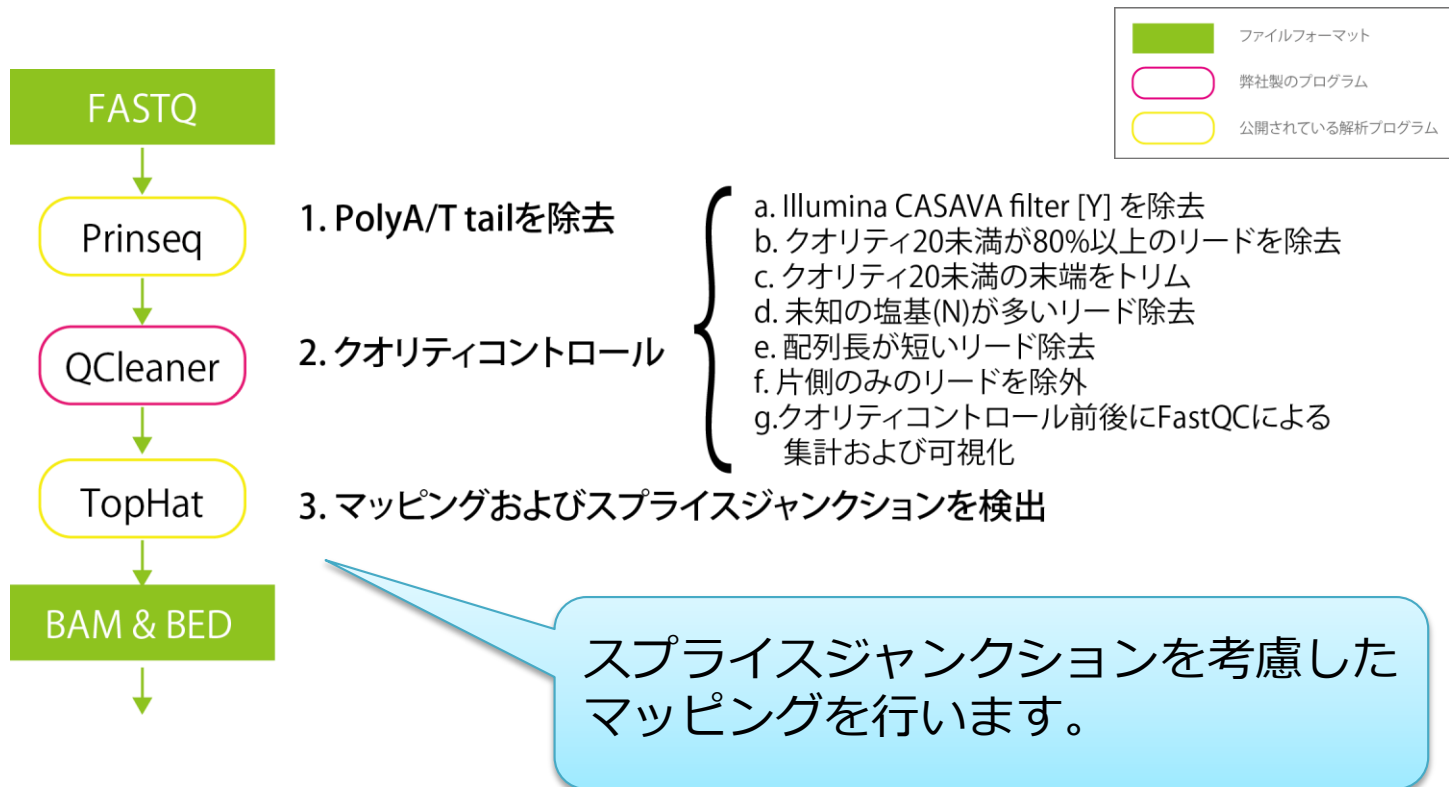 ファイルフォーマット
弊社製のプログラム
公開されている解析プログラム
FASTQ
Prinseq
1. PolyA/T tailを除去
QCleaner
2. クオリティコントロール
a. Illumina CASAVA filter [Y] を除去
b. クオリティ20未満が80%以上のリードを除去
c. クオリティ20未満の末端をトリム
d. 未知の塩基(N)が多いリード除去
e. 配列長が短いリード除去
f. 片側のみのリードを除外
g.クオリティコントロール前後にFastQCによる
集計および可視化
TopHat
3. マッピングおよびスプライスジャンクションを検出
BAM & BED
スプライスジャンクションを考慮した
マッピングを行います。